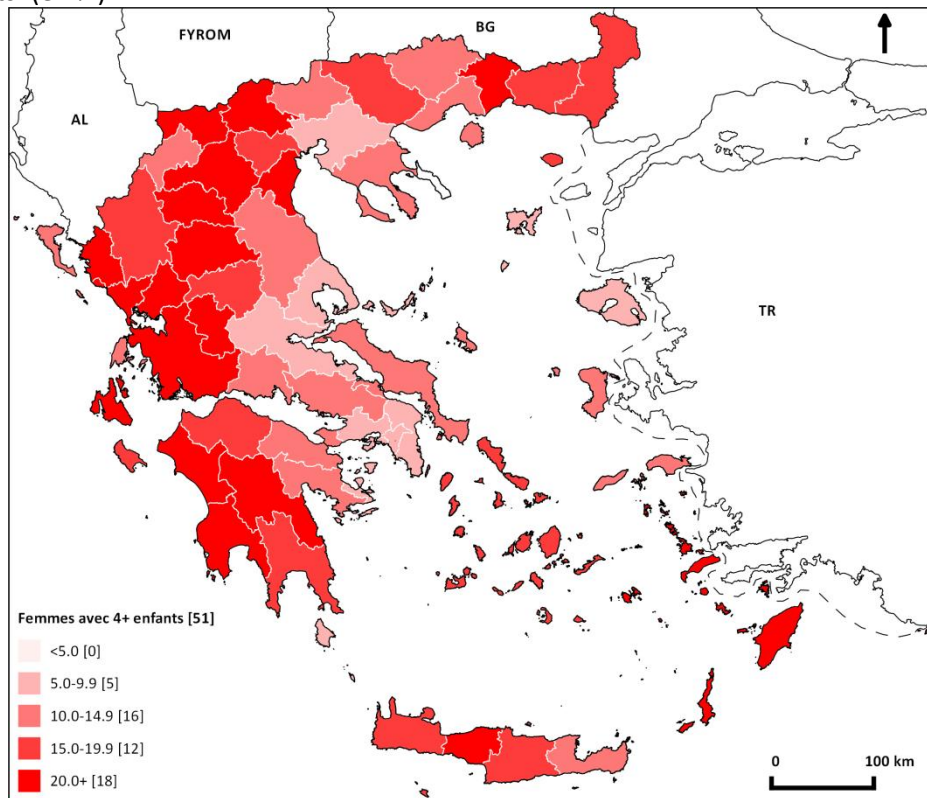 FYROM
BG
AL
TR
Femmes avec 4+ enfants [51]
<5.0 [0]
5.0-9.9 [5]
10.0-14.9 [16]
15.0-19.9 [12]
20.0+ [18]
0 100 km